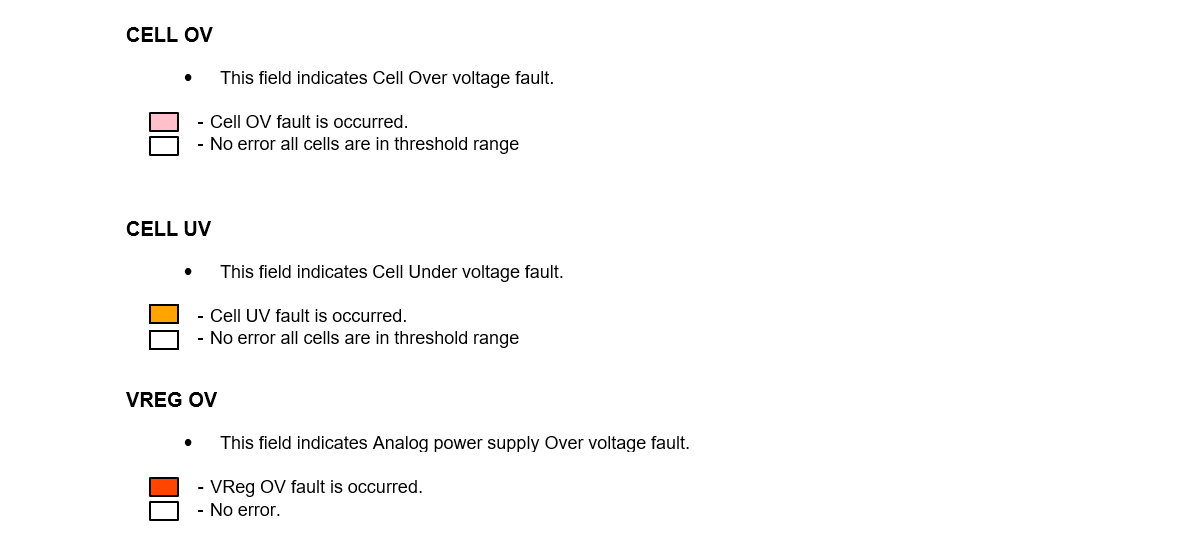 CELL OV
• This field indicates Cell Over voltage fault.
- Cell OV fault is occurred.
- No error all cells are in threshold range
CELL UV
• This field indicates Cell Under voltage fault.
- Cell UV fault is occurred.
- No error all cells are in threshold range
VREG OV
• This field indicates Analog power supply Over voltage fault.
- VReg OV fault is occurred.
- No error.